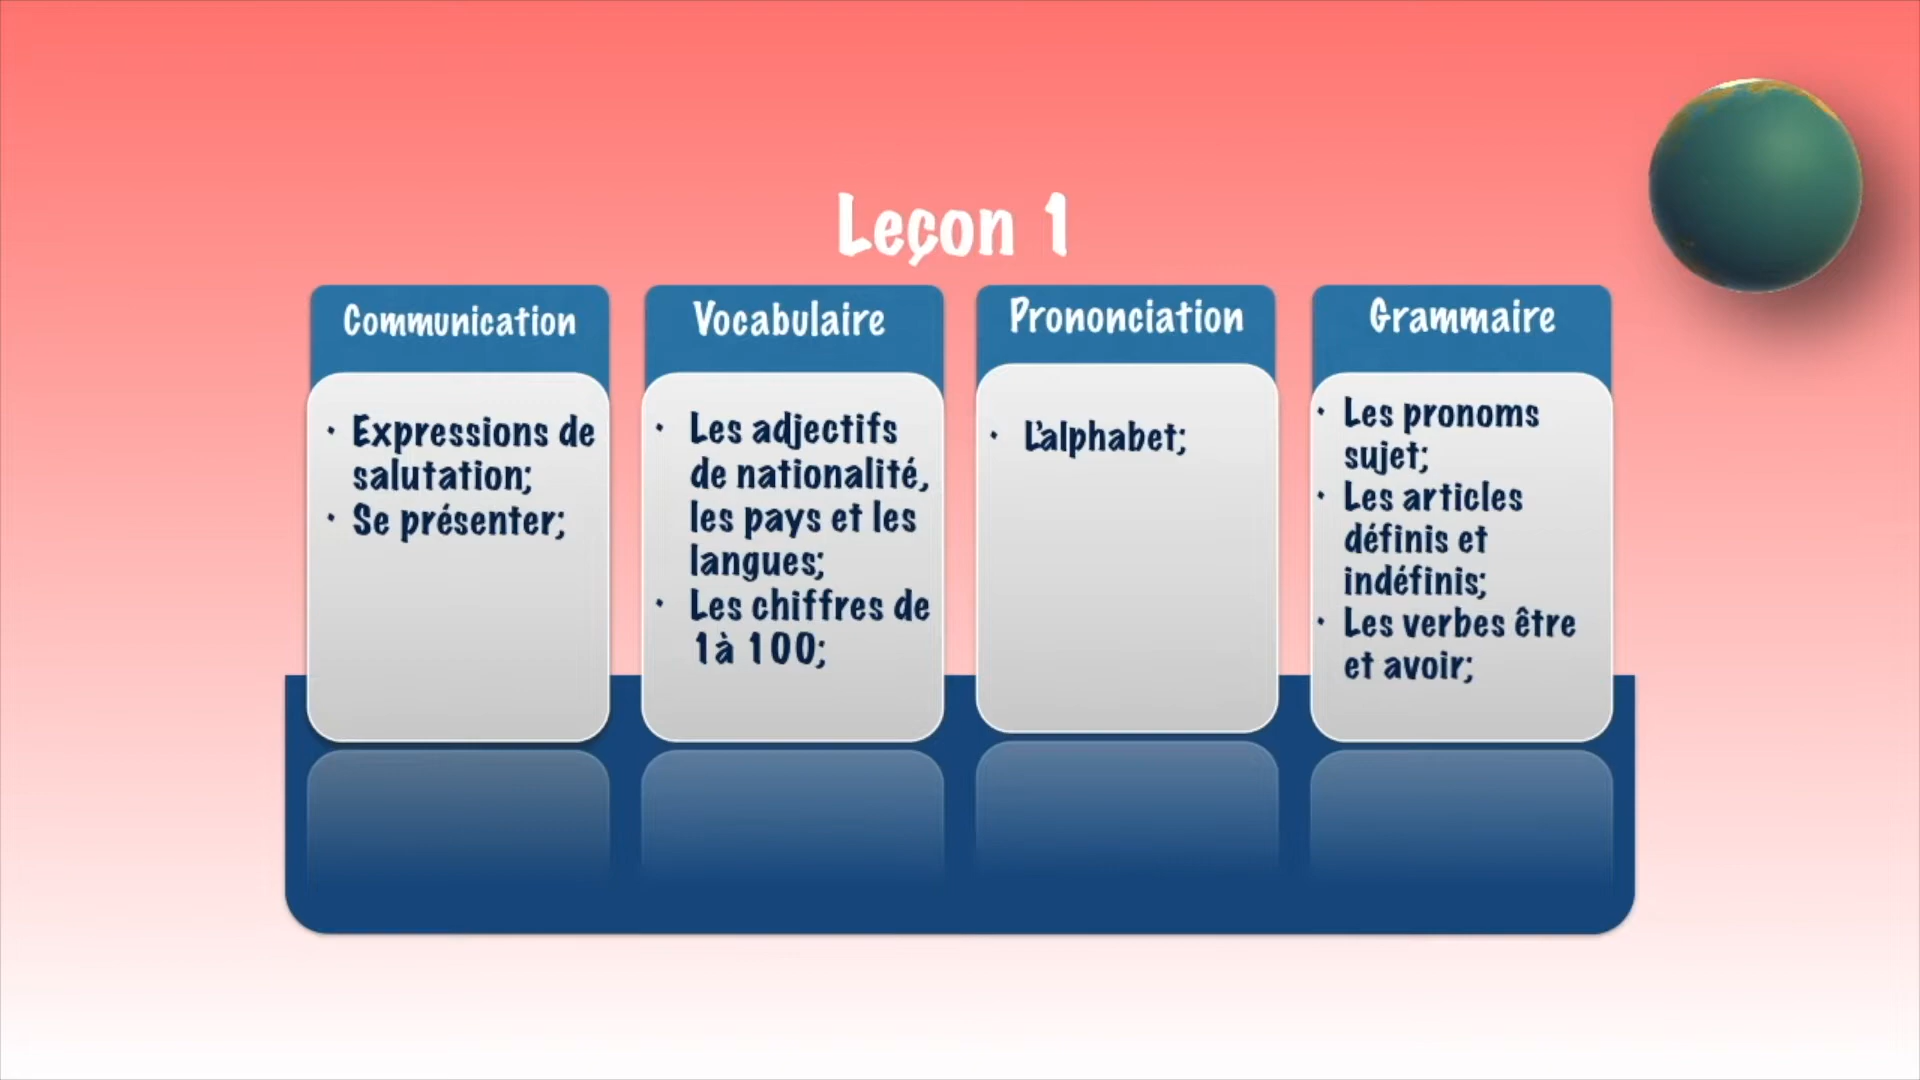 Leçon 1
Communication
• Expressions de
salutation;
• Se présenter;
Vocabulaire
• Les adjectifs
de nationalité,
les pays et les
langues;
• Les chiffres de
1à 100;
Prononciation
• L'alphabet;
Grammaire
• Les pronoms
sujet;
• Les articles
définis et
indéfinis;
• Les verbes être
et avoir;